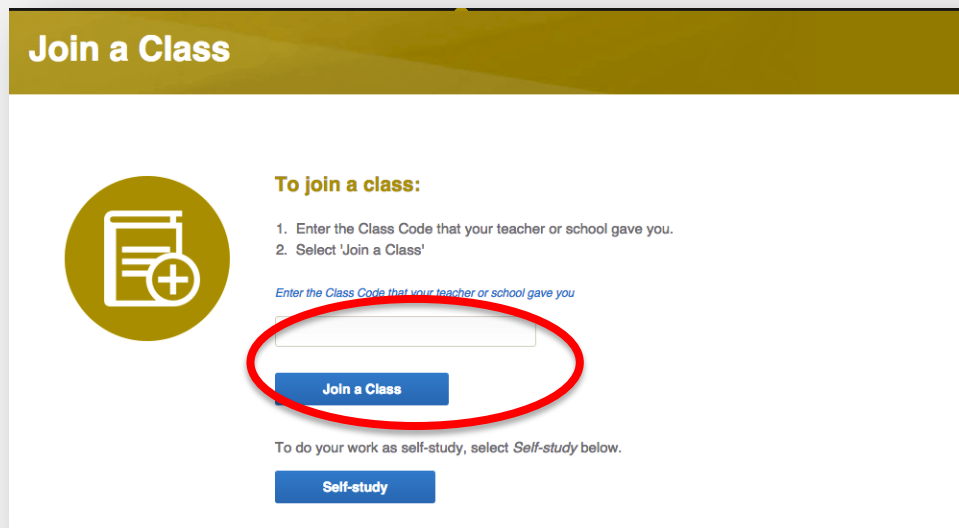 Join a Class
To join a class:
1. Enter the Class Code that your teacher or school gave you.
2. Select 'Join a Class'
Enter the Class Code that your teacher or school gave you
Join a Class
To do your work as self-study, select Self-study below.
Self-study